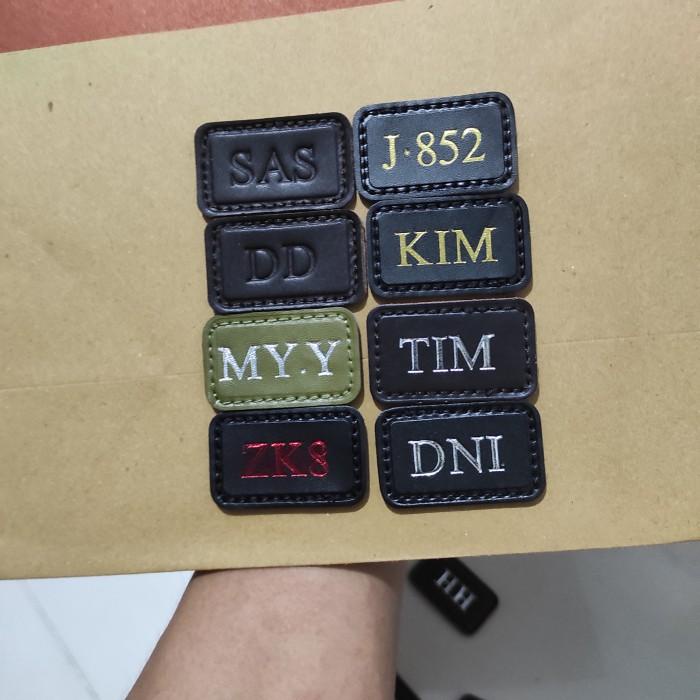 SAS
J·852
DD
KIM
MY.Y
TIM
ZK8
DNI
HH